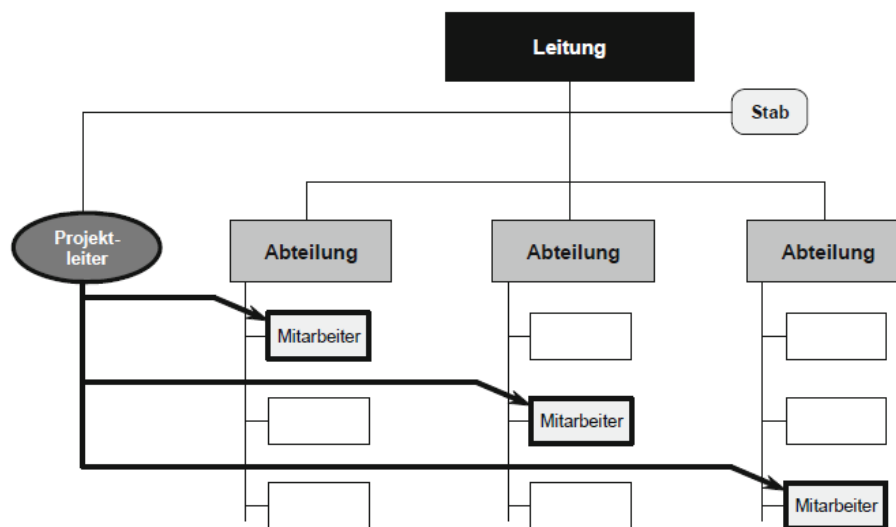 Leitung
Stab
Projekt-
leiter
Abteilung
Abteilung
Abteilung
Mitarbeiter
Mitarbeiter
Mitarbeiter